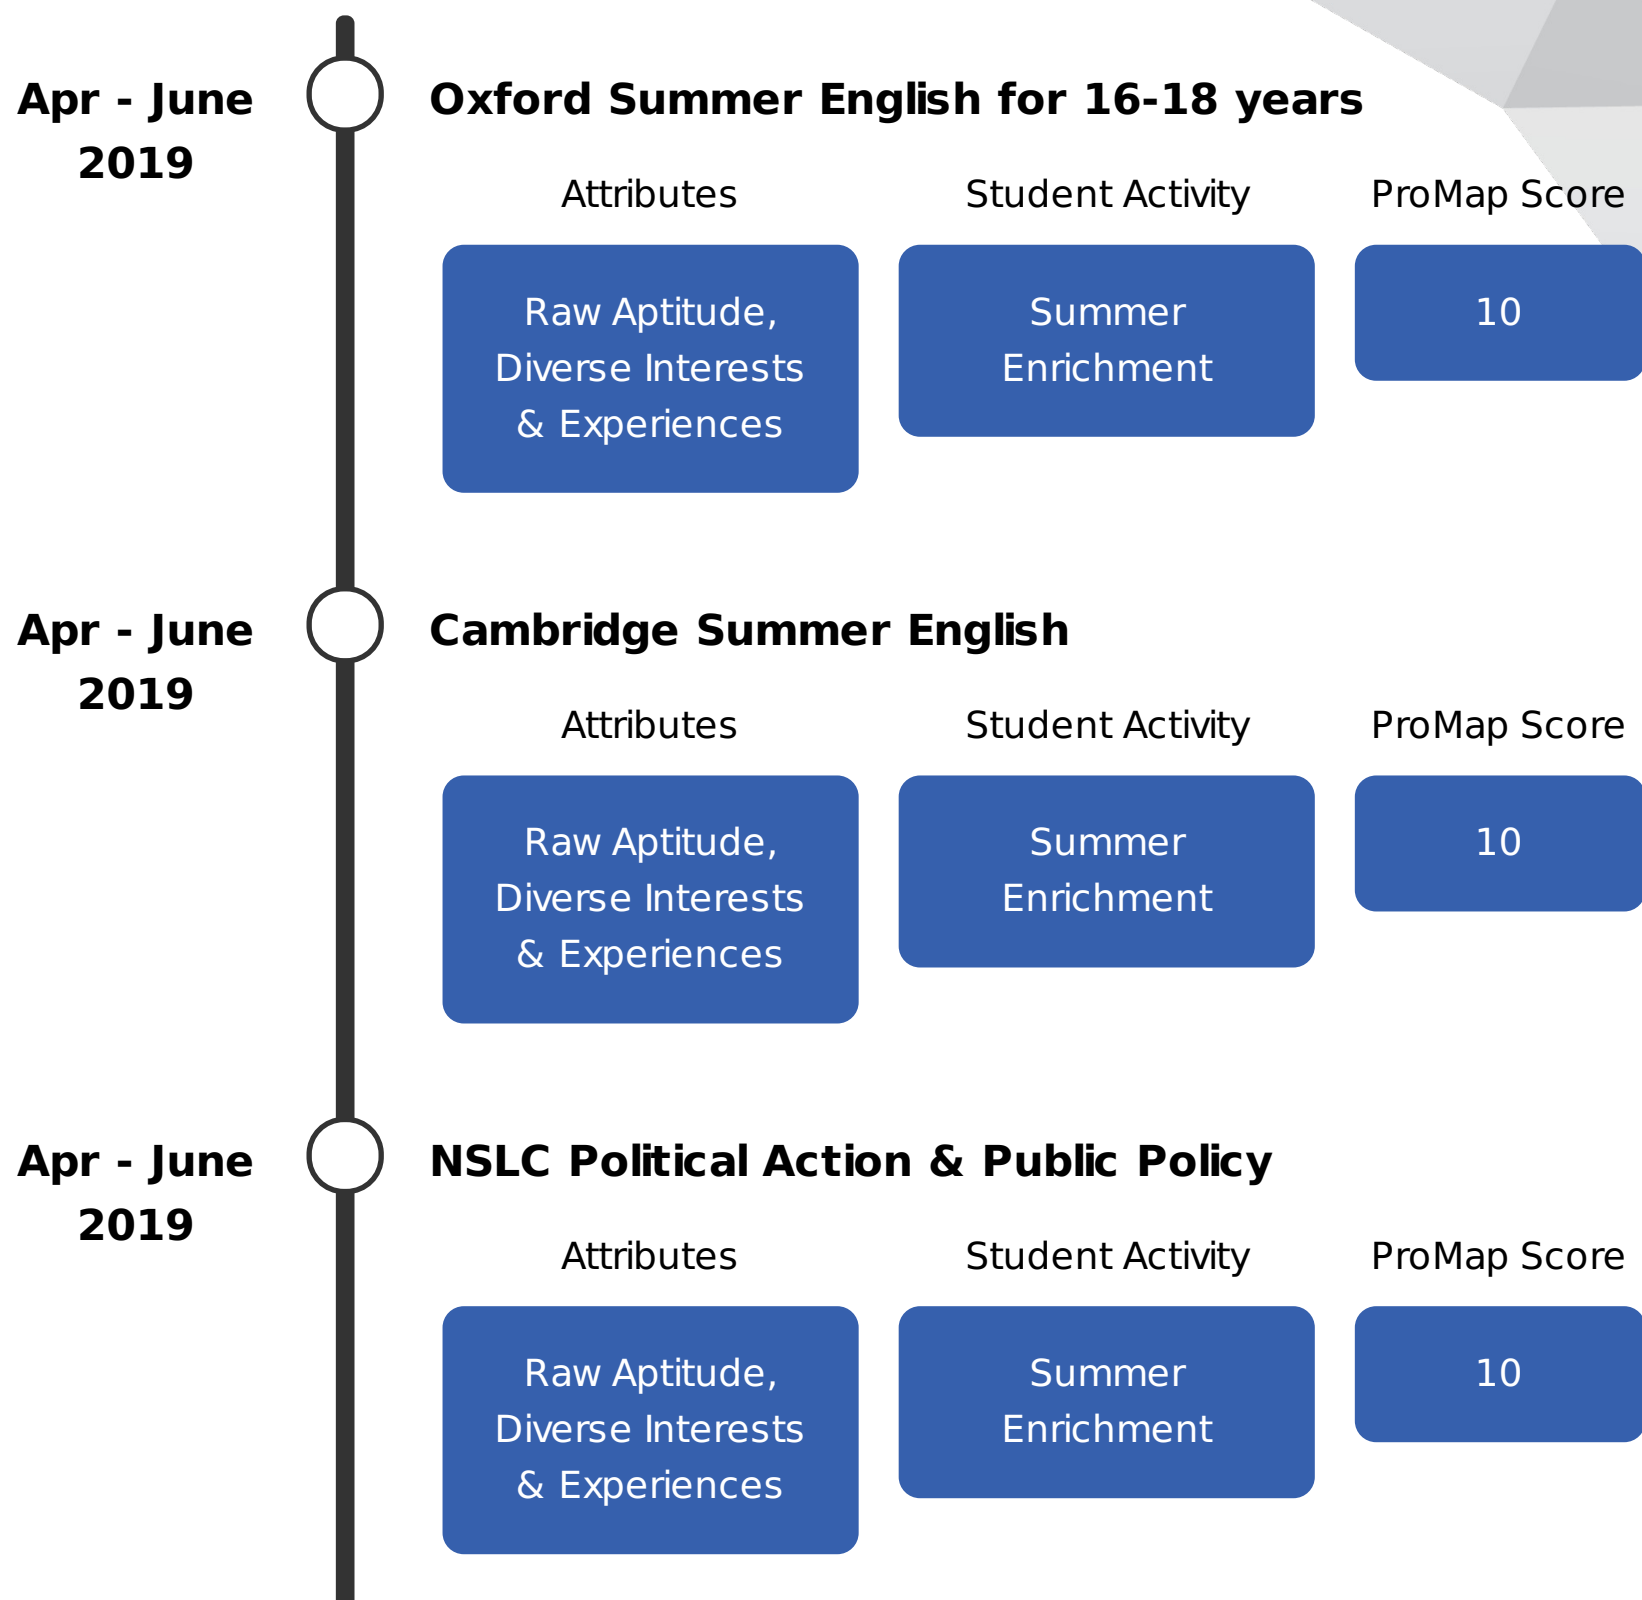 Apr - June
2019
Oxford Summer English for 16-18 years
Attributes
Student Activity
ProMap Score
Raw Aptitude,
Diverse Interests
& Experiences
Summer
Enrichment
10
Apr - June
2019
Cambridge Summer English
Attributes
Student Activity
ProMap Score
Raw Aptitude,
Diverse Interests
& Experiences
Summer
Enrichment
10
Apr - June
2019
NSLC Political Action & Public Policy
Attributes
Student Activity
ProMap Score
Raw Aptitude,
Diverse Interests
& Experiences
Summer
Enrichment
10